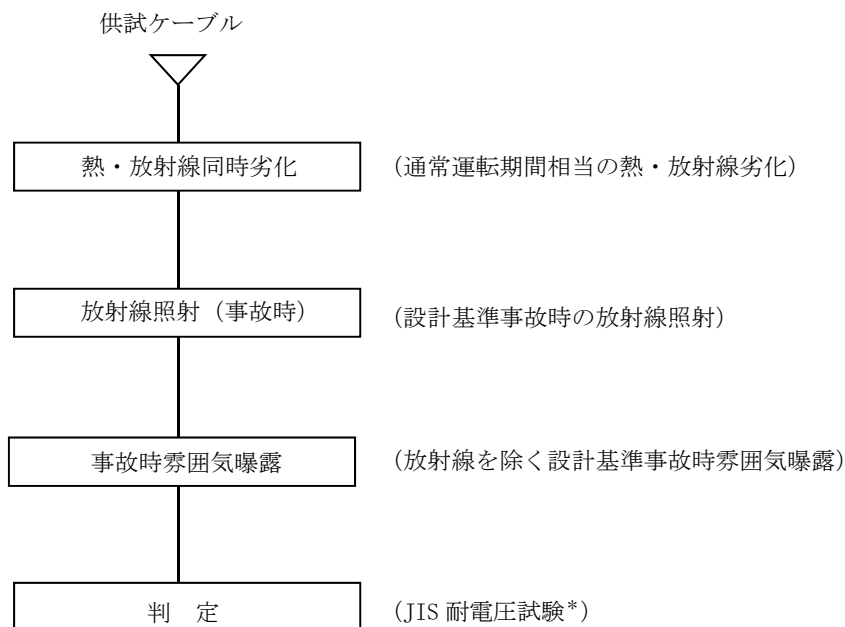 供試ケーブル
熱・放射線同時劣化 (通常運転期間相当の熱・放射線劣化)
放射線照射(事故時) (設計基準事故時の放射線照射)
事故時雰囲気曝露 (放射線を除く設計基準事故時雰囲気曝露)
判 定 (JIS 耐電圧試験*)